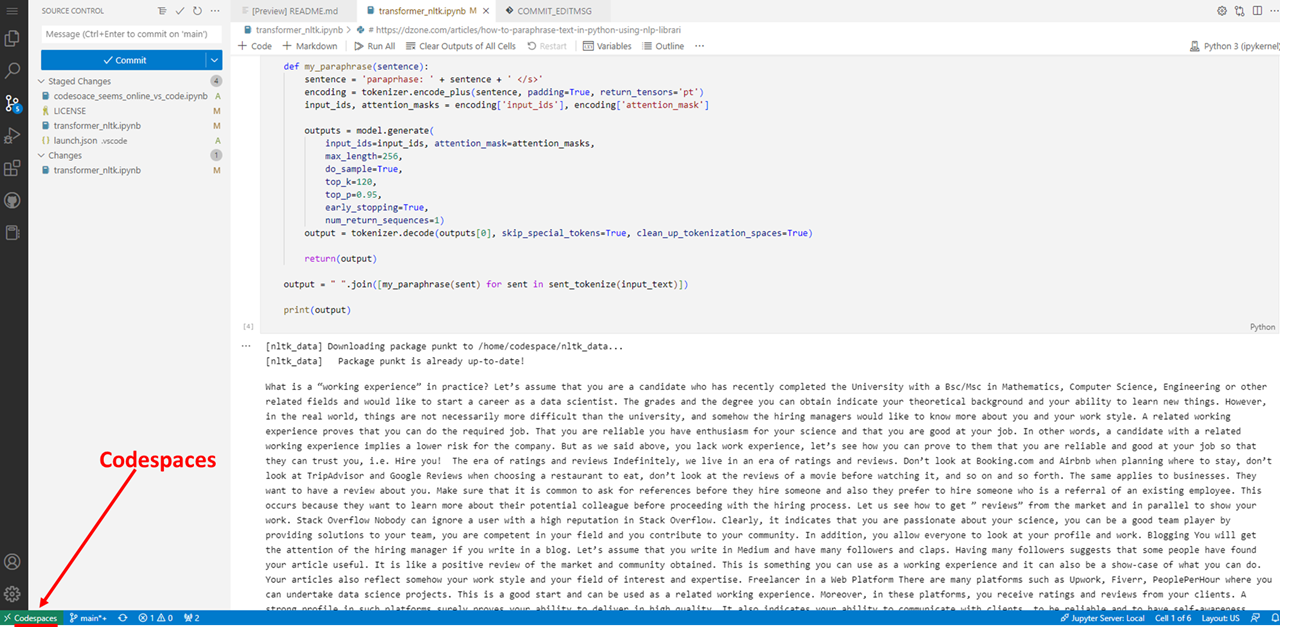 SOURCE CONTROL
Message (Ctrl+Enter to commit on 'main')
Commit
Staged Changes 4
codesoace_seems_online_vs_code.ipynb A
LICENSE M
transformer_nltk.ipynb M
launch.json .vscode A
Changes 1
transformer_nltk.ipynb M
Codespaces
[Preview] README.md
transformer_nltk.ipynb M
COMMIT_EDITMSG
transformer_nltk.ipynb > # https://dzone.com/articles/how-to-paraphrase-text-in-python-using-nlp-librari
+ Code + Markdown Run All Clear Outputs of All Cells Restart Variables Outline ... Python 3 (ipykernel)
def my_paraphrase(sentence):
sentence = 'paraprhase: ' + sentence + ' </s>'
encoding = tokenizer.encode_plus(sentence, padding=True, return_tensors='pt')
input_ids, attention_masks = encoding['input_ids'], encoding['attention_mask']
outputs = model.generate(
input_ids=input_ids, attention_mask=attention_masks,
max_length=256,
do_sample=True,
top_k=120,
top_p=0.95,
early_stopping=True,
num_return_sequences=1)
output = tokenizer.decode(outputs[0], skip_special_tokens=True, clean_up_tokenization_spaces=True)
return(output)
output = " ".join([my_paraphrase(sent) for sent in sent_tokenize(input_text)])
print(output)
[4] Python
... [nltk_data] Downloading package punkt to /home/codespace/nltk_data...
[nltk_data] Package punkt is already up-to-date!
What is a “working experience” in practice? Let’s assume that you are a candidate who has recently completed the University with a Bsc/Msc in Mathematics, Computer Science, Engineering or other
related fields and would like to start a career as a data scientist. The grades and the degree you can obtain indicate your theoretical background and your ability to learn new things. However,
in the real world, things are not necessarily more difficult than the university, and somehow the hiring managers would like to know more about you and your work style. A related working
experience proves that you can do the required job. That you are reliable you have enthusiasm for your science and that you are good at your job. In other words, a candidate with a related
working experience implies a lower risk for the company. But as we said above, you lack work experience, let’s see how you can prove to them that you are reliable and good at your job so that
they can trust you, i.e. Hire you! The era of ratings and reviews Indefinitely, we live in an era of ratings and reviews. Don’t look at Booking.com and Airbnb when planning where to stay, don’t
look at TripAdvisor and Google Reviews when choosing a restaurant to eat, don’t look at the reviews of a movie before watching it, and so on and so forth. The same applies to businesses. They
want to have a review about you. Make sure that it is common to ask for references before they hire someone and also they prefer to hire someone who is a referral of an existing employee. This
occurs because they want to learn more about their potential colleague before proceeding with the hiring process. Let us see how to get ” reviews” from the market and in parallel to show your
work. Stack Overflow Nobody can ignore a user with a high reputation in Stack Overflow. Clearly, it indicates that you are passionate about your science, you can be a good team player by
providing solutions to your team, you are competent in your field and you contribute to your community. In addition, you allow everyone to look at your profile and work. Blogging You will get
the attention of the hiring manager if you write in a blog. Let’s assume that you write in Medium and have many followers and claps. Having many followers suggests that some people have found
your article useful. It is like a positive review of the market and community obtained. This is something you can use as a working experience and it can also be a show-case of what you can do.
Your articles also reflect somehow your work style and your field of interest and expertise. Freelancer in a Web Platform There are many platforms such as Upwork, Fiverr, PeoplePerHour where you
can undertake data science projects. This is a good start and can be used as a related working experience. Moreover, in these platforms, you receive ratings and reviews from your clients. A
strong profile in such platforms surely proves your ability to deliver in high quality. It also indicates your ability to communicate with clients, to be reliable and to have self-awareness
Codespaces main*+ 1 0 2 Jupyter Server: Local Cell 1 of 6 Layout: US